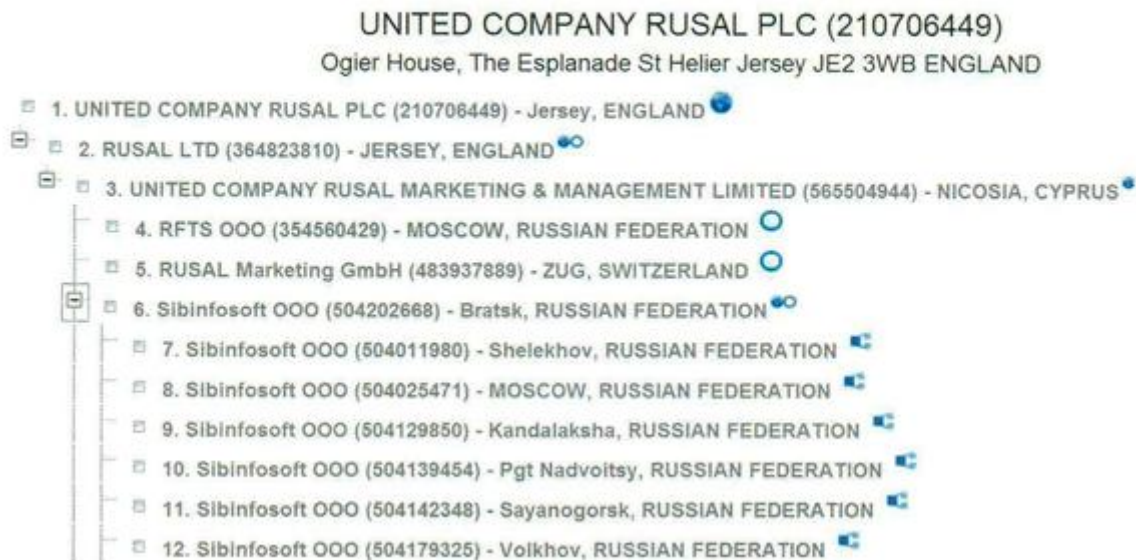 UNITED COMPANY RUSAL PLC (210706449)
Ogier House, The Esplanade St Helier Jersey JE2 3WB ENGLAND
1. UNITED COMPANY RUSAL PLC (210706449) - Jersey, ENGLAND
2. RUSAL LTD (364823810) - JERSEY, ENGLAND
3. UNITED COMPANY RUSAL MARKETING & MANAGEMENT LIMITED (565504944) - NICOSIA, CYPRUS
4. RFTS OOO (354560429) - MOSCOW, RUSSIAN FEDERATION
5. RUSAL Marketing GmbH (483937889) - ZUG, SWITZERLAND
6. Sibinfosoft OOO (504202668) - Bratsk, RUSSIAN FEDERATION
7. Sibinfosoft OOO (504011980) - Shelekhov, RUSSIAN FEDERATION
8. Sibinfosoft OOO (504025471) - MOSCOW, RUSSIAN FEDERATION
9. Sibinfosoft OOO (504129850) - Kandalaksha, RUSSIAN FEDERATION
10. Sibinfosoft OOO (504139454) - Pgt Nadvoitsy, RUSSIAN FEDERATION
11. Sibinfosoft OOO (504142348) - Sayanogorsk, RUSSIAN FEDERATION
12. Sibinfosoft OOO (504179325) - Volkhov, RUSSIAN FEDERATION